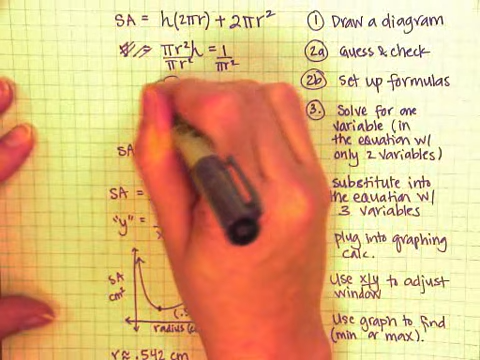 SA = h(2πr) + 2πr²
= πr²h = 1
πr² πr²
SA
SA =
"y" =
x
SA
cm²
(.5
radius (c
r ≈ .542 cm
① Draw a diagram
②a Guess & check
②b Set up formulas
③. Solve for one
variable (in
the equation w/
only 2 variables)
substitute into
the equation w/
3 variables
plug into graphing
calc.
Use x/y to adjust
window
Use graph to find
(min or max).